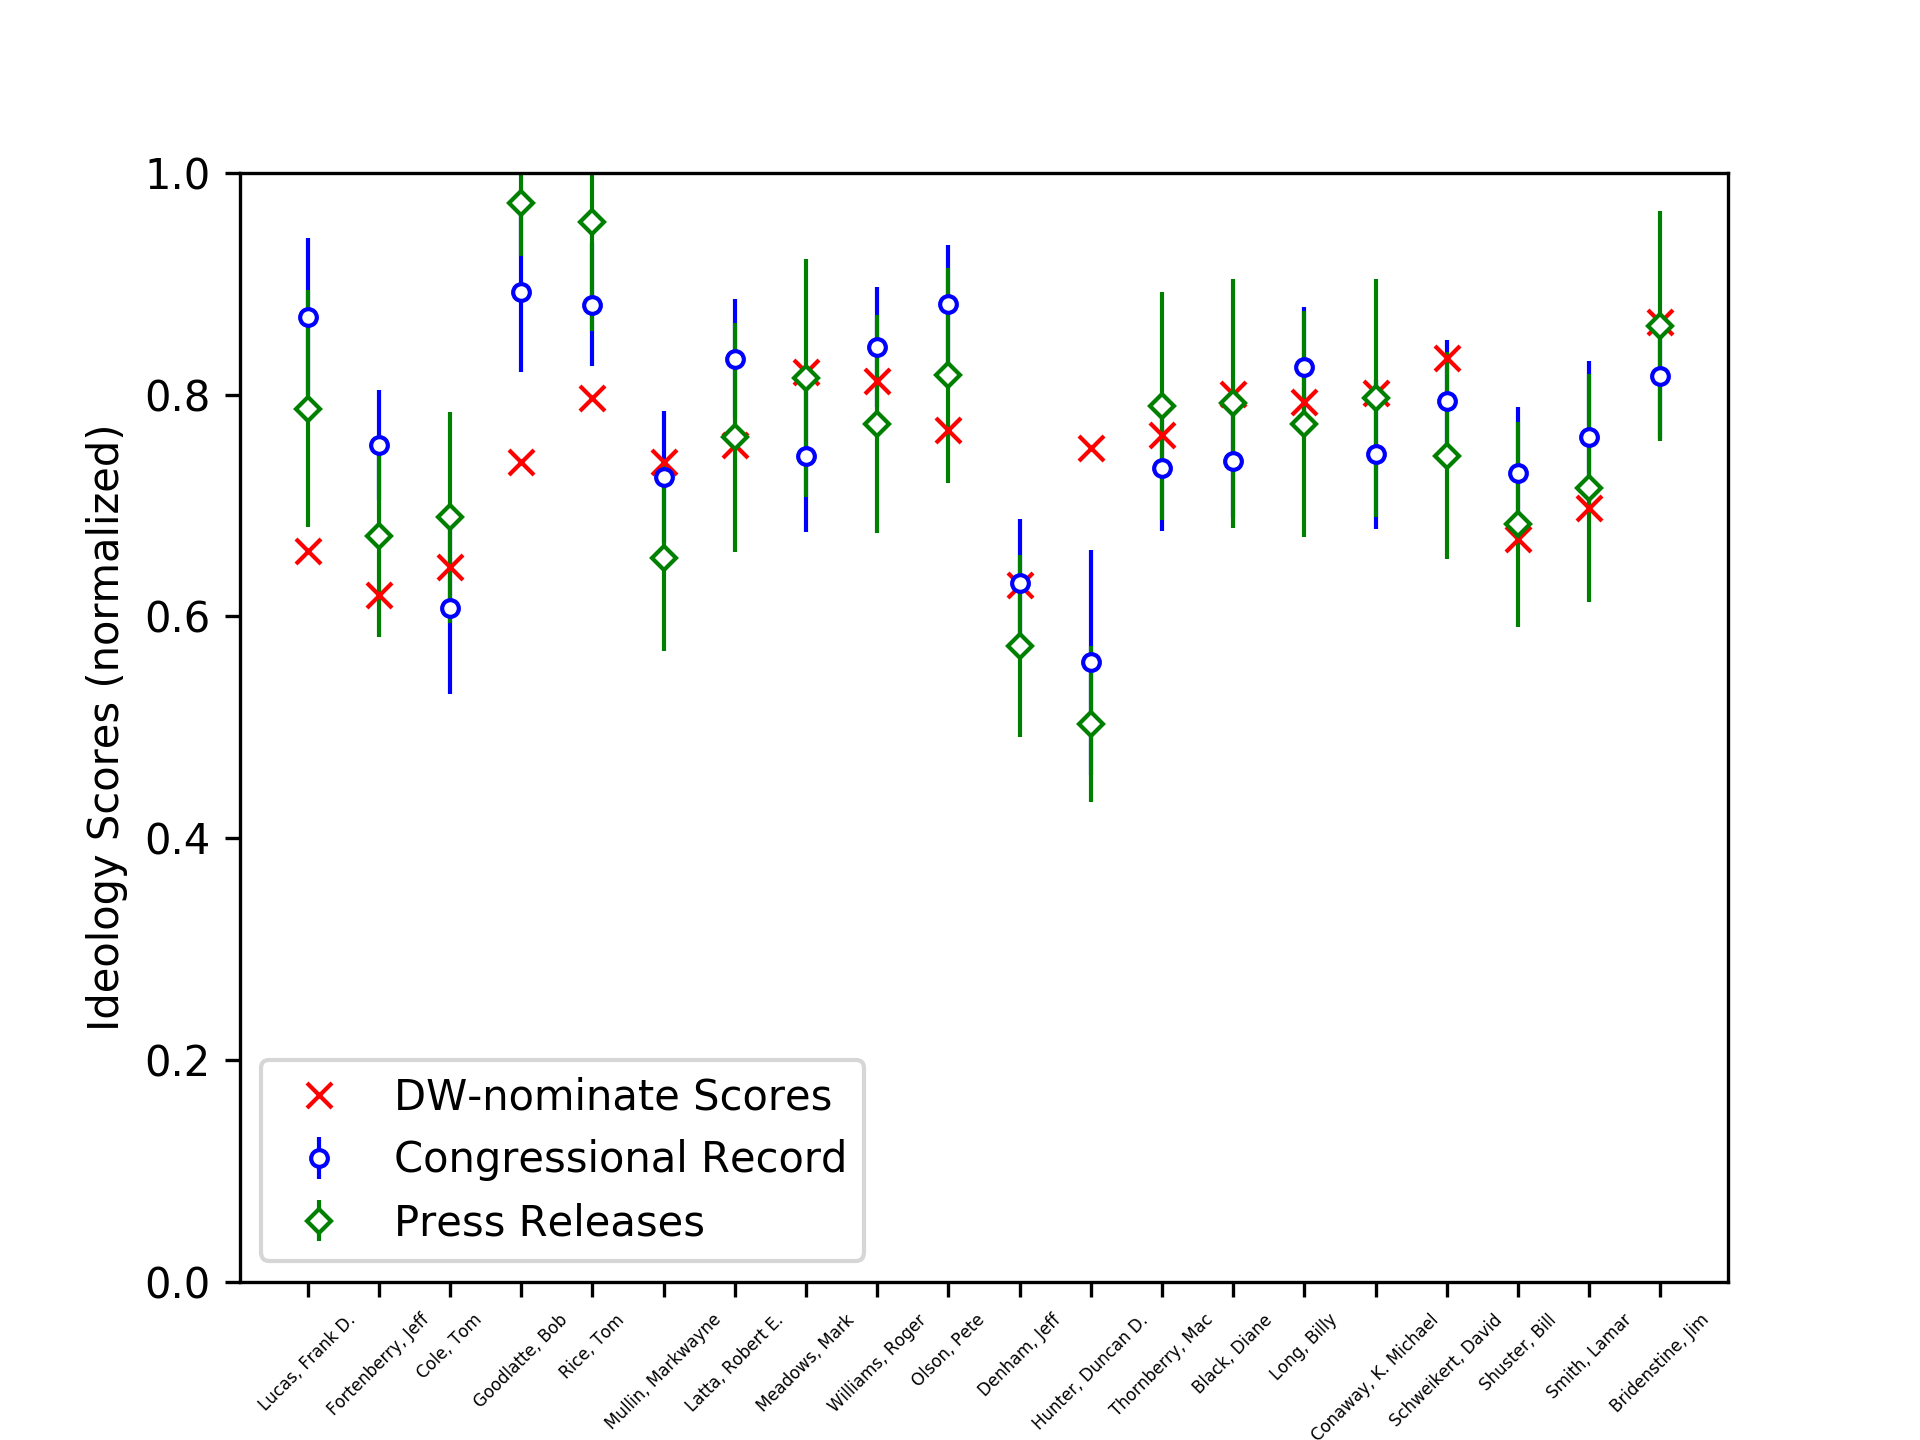 1.0
0.8
0.6
0.4
0.2
0.0
Ideology Scores (normalized)
DW-nominate Scores
Congressional Record
Press Releases
Lucas, Frank D.
Fortenberry, Jeff
Cole, Tom
Goodlatte, Bob
Rice, Tom
Mullin, Markwayne
Latta, Robert E.
Meadows, Mark
Williams, Roger
Olson, Pete
Denham, Jeff
Hunter, Duncan D.
Thornberry, Mac
Black, Diane
Long, Billy
Conaway, K. Michael
Schweikert, David
Shuster, Bill
Smith, Lamar
Bridenstine, Jim